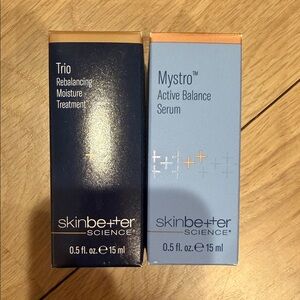 Trio
Rebalancing
Moisture
Treatment
skinbetter
SCIENCE®
0.5 fl. oz. ℮ 15 ml
Mystro™
Active Balance
Serum
skinbetter
SCIENCE®
0.5 fl. oz. ℮ 15 ml